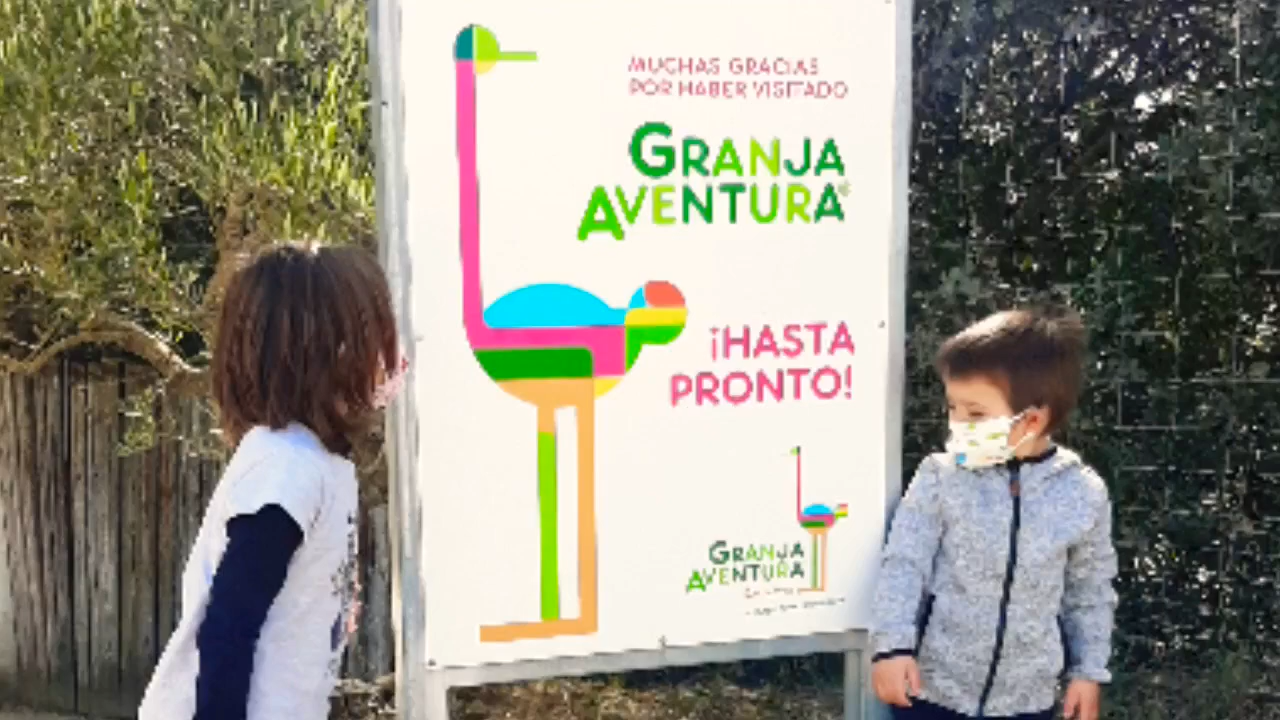 MUCHAS GRACIAS
POR HABER VISITADO
GRANJA
AVENTURA
¡HASTA
PRONTO!
GRANJA
AVENTURA